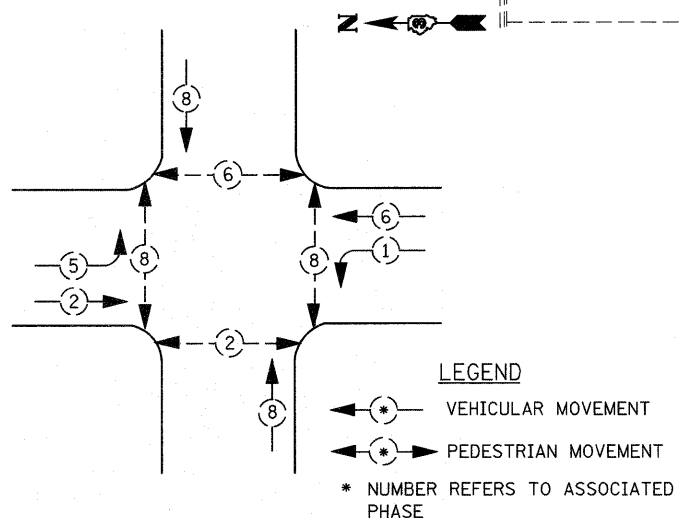 N
8
6
8
8
6
1
5
2
2
8
LEGEND
* VEHICULAR MOVEMENT
* PEDESTRIAN MOVEMENT
* NUMBER REFERS TO ASSOCIATED
PHASE